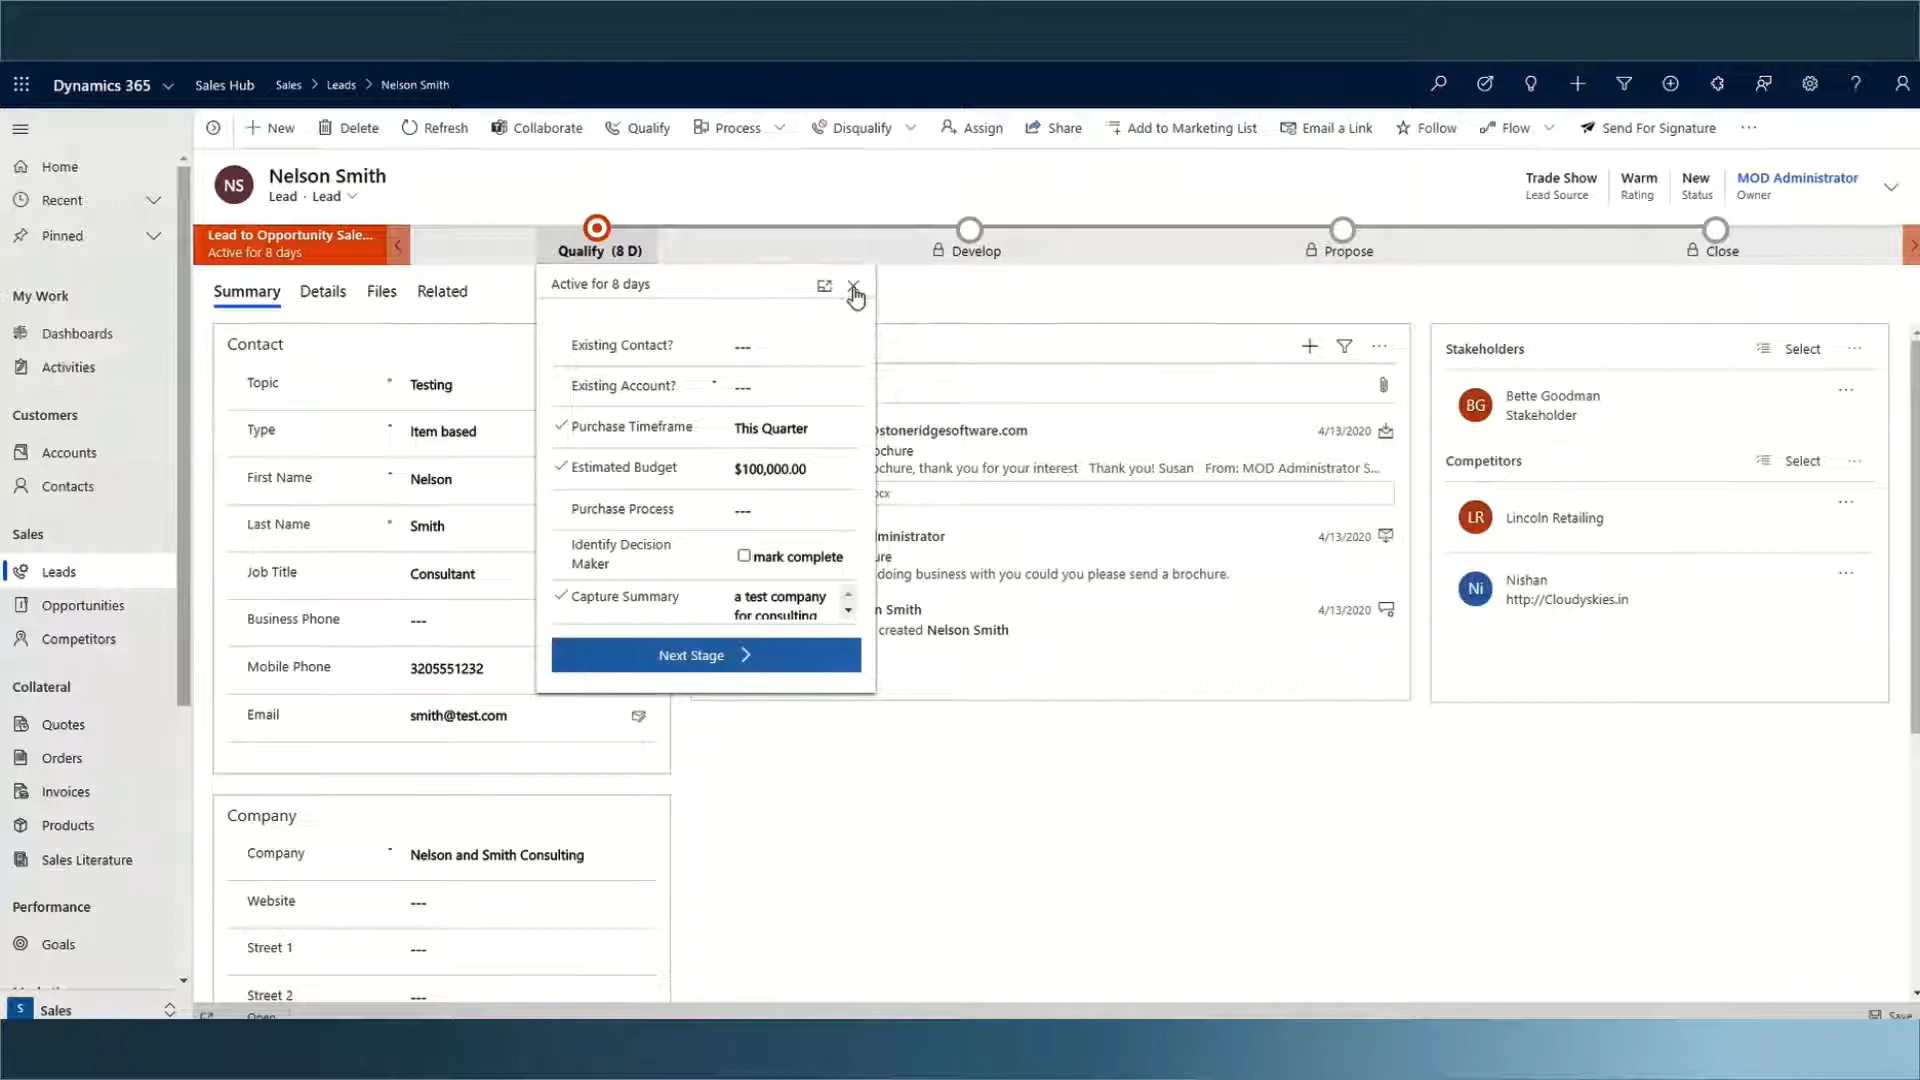 Dynamics 365
Sales Hub
Sales > Leads > Nelson Smith
New
Delete
Refresh
Collaborate
Qualify
Process
Disqualify
Assign
Share
Add to Marketing List
Email a Link
Follow
Flow
Send For Signature
Home
Recent
Pinned
My Work
Dashboards
Activities
Customers
Accounts
Contacts
Sales
Leads
Opportunities
Competitors
Collateral
Quotes
Orders
Invoices
Products
Sales Literature
Performance
Goals
S Sales
NS
Nelson Smith
Lead · Lead
Trade Show
Lead Source
Warm
Rating
New
Status
MOD Administrator
Owner
Lead to Opportunity Sale...
Active for 8 days
Qualify (8 D)
Develop
Propose
Close
Summary
Details
Files
Related
Contact
Topic * Testing
Type * Item based
First Name * Nelson
Last Name * Smith
Job Title Consultant
Business Phone ---
Mobile Phone 3205551232
Email smith@test.com
Company
Company * Nelson and Smith Consulting
Website ---
Street 1 ---
Street 2 ---
Active for 8 days
Existing Contact? ---
Existing Account? * ---
Purchase Timeframe This Quarter
Estimated Budget $100,000.00
Purchase Process ---
Identify Decision
Maker
mark complete
Capture Summary a test company
for consulting
Next Stage
stoneridgesoftware.com 4/13/2020
ochure
ochure, thank you for your interest Thank you! Susan From: MOD Administrator S...
ocx
ministrator 4/13/2020
ure
doing business with you could you please send a brochure.
n Smith 4/13/2020
created Nelson Smith
Stakeholders
Select
BG
Bette Goodman
Stakeholder
Competitors
Select
LR
Lincoln Retailing
Ni
Nishan
http://Cloudyskies.in
Open
Save